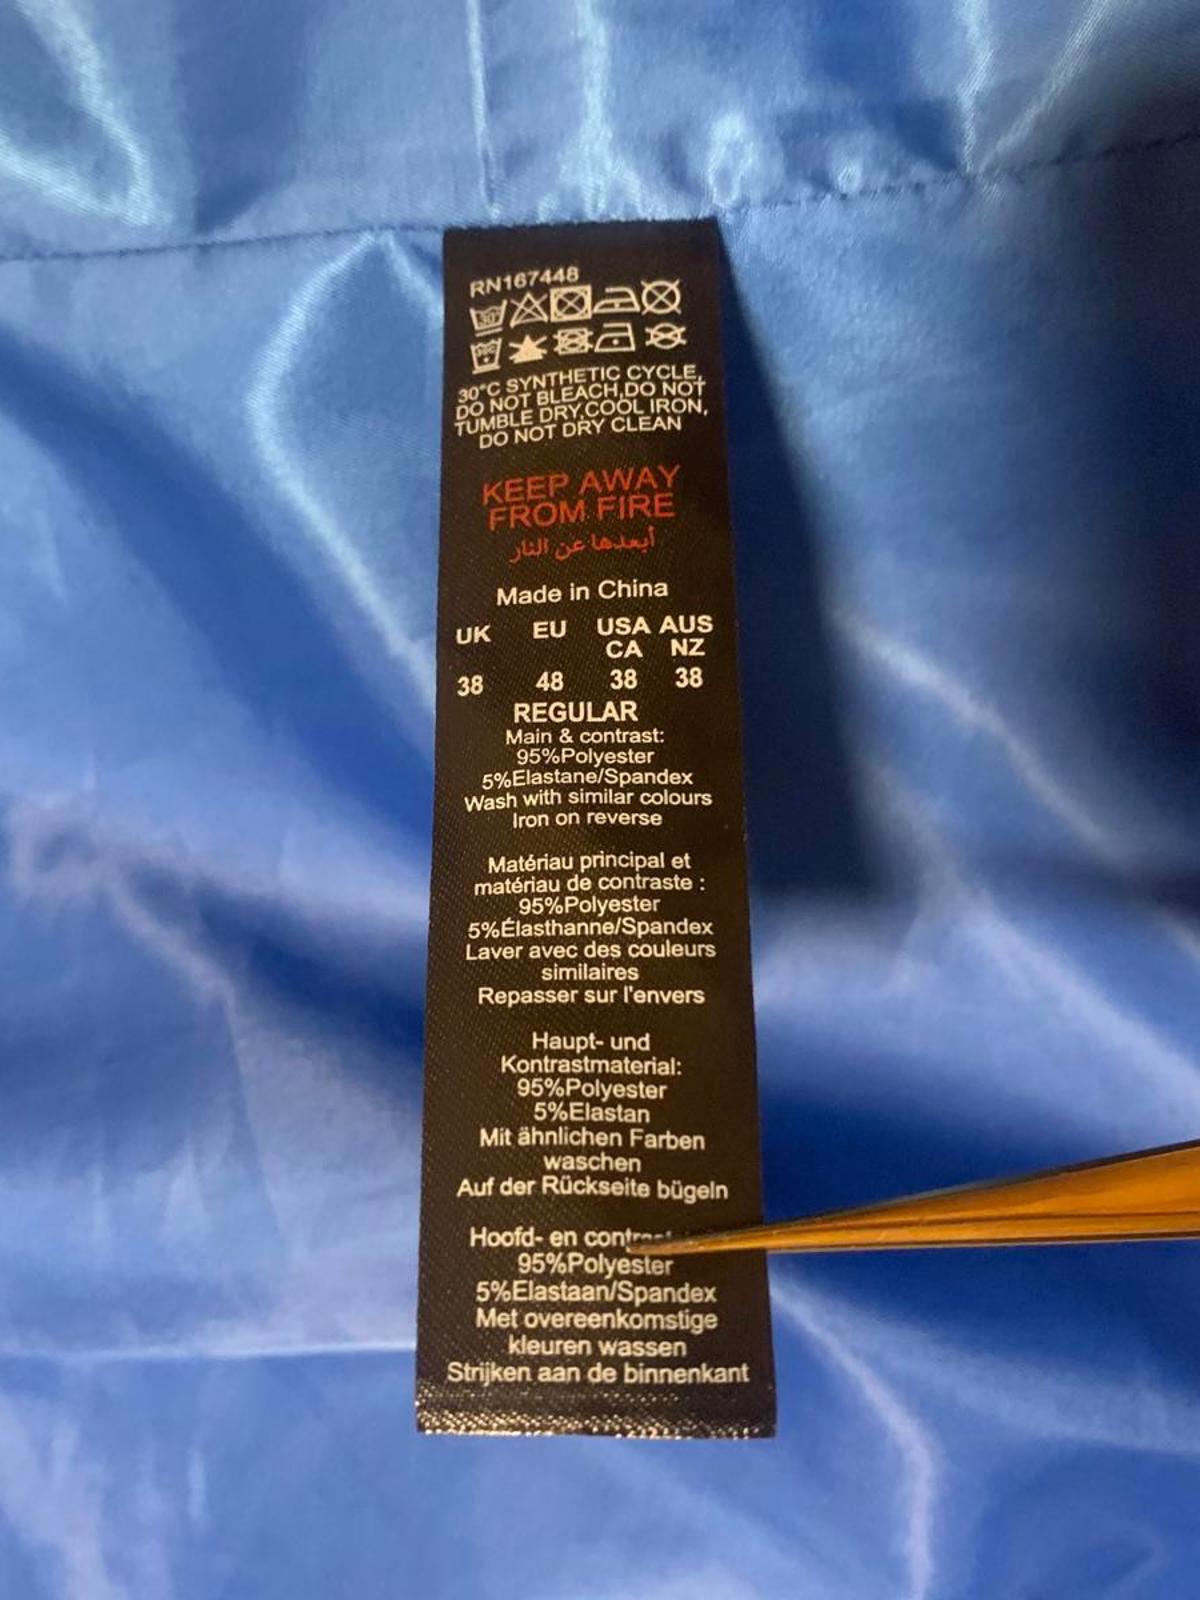 RN167448
30°C SYNTHETIC CYCLE,
DO NOT BLEACH,DO NOT
TUMBLE DRY,COOL IRON,
DO NOT DRY CLEAN
KEEP AWAY
FROM FIRE
أبعدها عن النار
Made in China
UK EU USA AUS
CA NZ
38 48 38 38
REGULAR
Main & contrast:
95%Polyester
5%Elastane/Spandex
Wash with similar colours
Iron on reverse
Matériau principal et
matériau de contraste :
95%Polyester
5%Élasthanne/Spandex
Laver avec des couleurs
similaires
Repasser sur l'envers
Haupt- und
Kontrastmaterial:
95%Polyester
5%Elastan
Mit ähnlichen Farben
waschen
Auf der Rückseite bügeln
Hoofd- en
95%Polyester
5%Elastaan/Spandex
Met overeenkomstige
kleuren wassen
Strijken aan de binnenkant